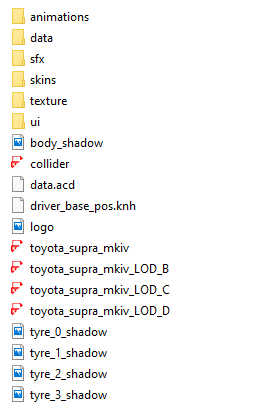 animations
data
sfx
skins
texture
ui
body_shadow
collider
data.acd
driver_base_pos.knh
logo
toyota_supra_mkiv
toyota_supra_mkiv_LOD_B
toyota_supra_mkiv_LOD_C
toyota_supra_mkiv_LOD_D
tyre_0_shadow
tyre_1_shadow
tyre_2_shadow
tyre_3_shadow